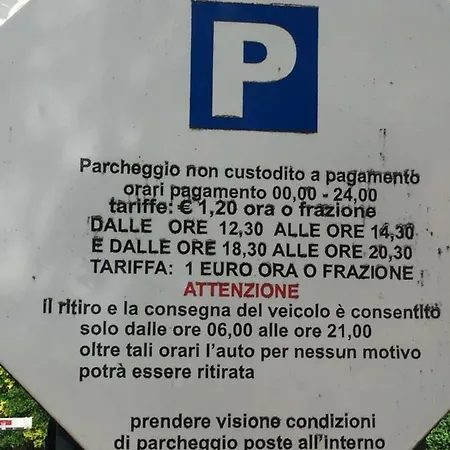 P
Parcheggio non custodito a pagamento
orari pagamento 00,00 - 24,00
tariffe: € 1,20 ora o frazione
DALLE ORE 12,30 ALLE ORE 14,30
E DALLE ORE 18,30 ALLE ORE 20,30
TARIFFA: 1 EURO ORA O FRAZIONE
ATTENZIONE
il ritiro e la consegna del veicolo è consentito
solo dalle ore 06,00 alle ore 21,00
oltre tali orari l'auto per nessun motivo
potrà essere ritirata
prendere visione condizioni
di parcheggio poste all'interno